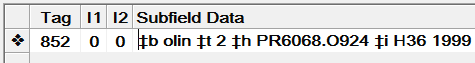 Tag I1 I2 Subfield Data
❖ 852 0 0 ‡b olin ‡t 2 ‡h PR6068.O924 ‡i H36 1999